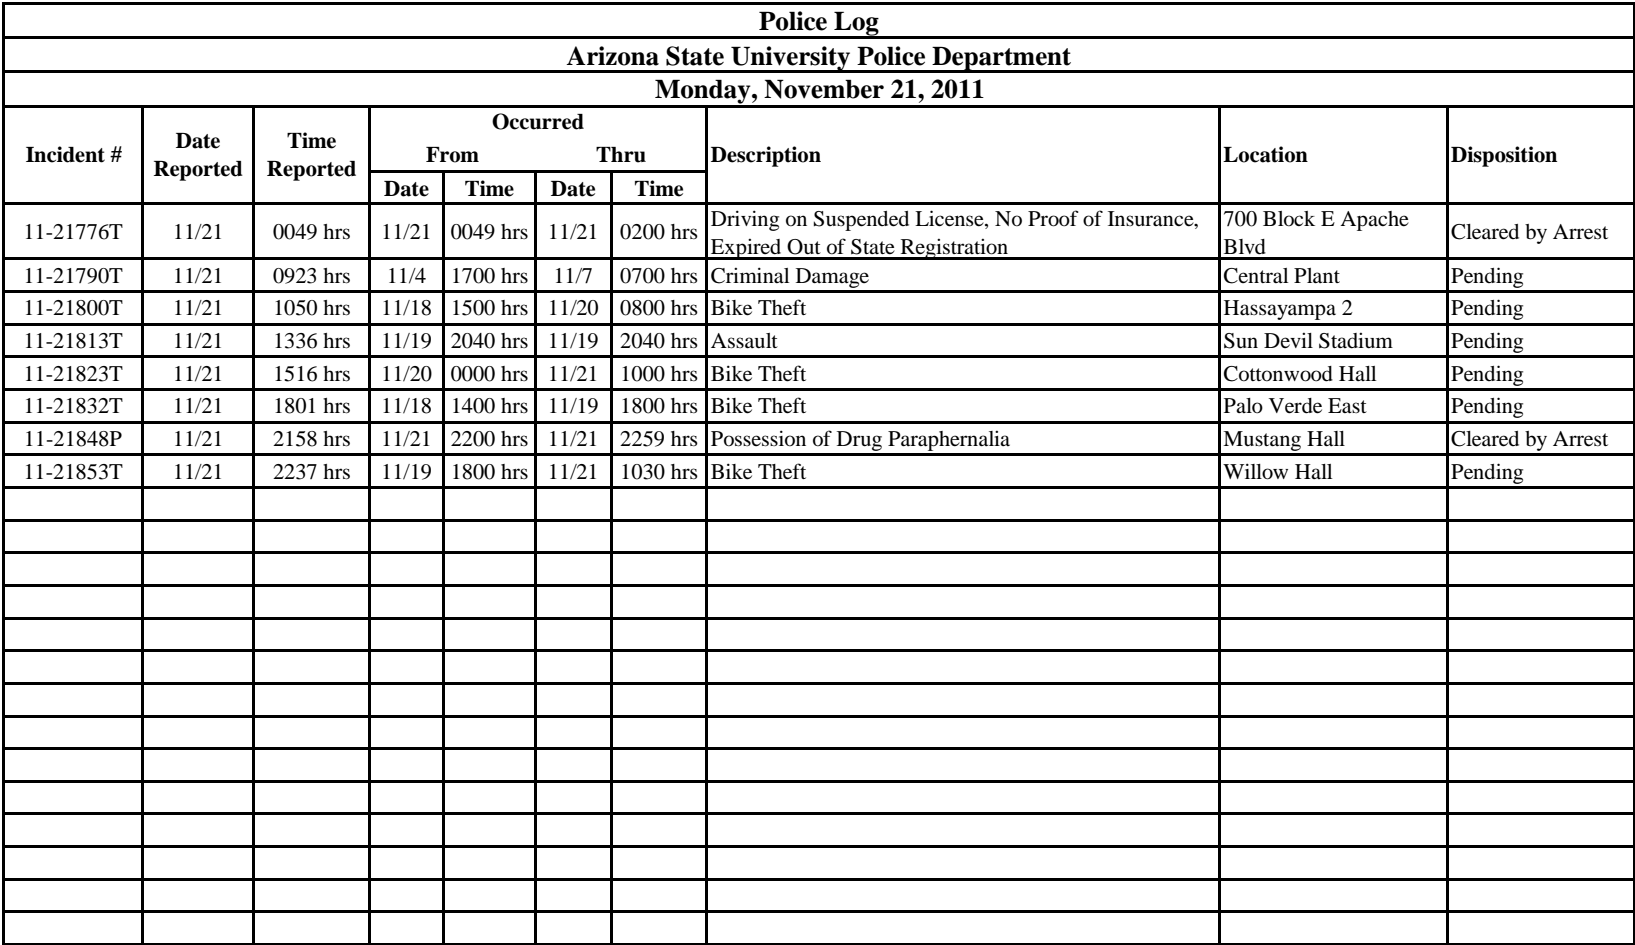 Police Log
Arizona State University Police Department
Monday, November 21, 2011
Incident # Date Reported Time Reported Occurred Description Location Disposition
From Thru
Date Time Date Time
11-21776T 11/21 0049 hrs 11/21 0049 hrs 11/21 0200 hrs Driving on Suspended License, No Proof of Insurance, Expired Out of State Registration 700 Block E Apache Blvd Cleared by Arrest
11-21790T 11/21 0923 hrs 11/4 1700 hrs 11/7 0700 hrs Criminal Damage Central Plant Pending
11-21800T 11/21 1050 hrs 11/18 1500 hrs 11/20 0800 hrs Bike Theft Hassayampa 2 Pending
11-21813T 11/21 1336 hrs 11/19 2040 hrs 11/19 2040 hrs Assault Sun Devil Stadium Pending
11-21823T 11/21 1516 hrs 11/20 0000 hrs 11/21 1000 hrs Bike Theft Cottonwood Hall Pending
11-21832T 11/21 1801 hrs 11/18 1400 hrs 11/19 1800 hrs Bike Theft Palo Verde East Pending
11-21848P 11/21 2158 hrs 11/21 2200 hrs 11/21 2259 hrs Possession of Drug Paraphernalia Mustang Hall Cleared by Arrest
11-21853T 11/21 2237 hrs 11/19 1800 hrs 11/21 1030 hrs Bike Theft Willow Hall Pending